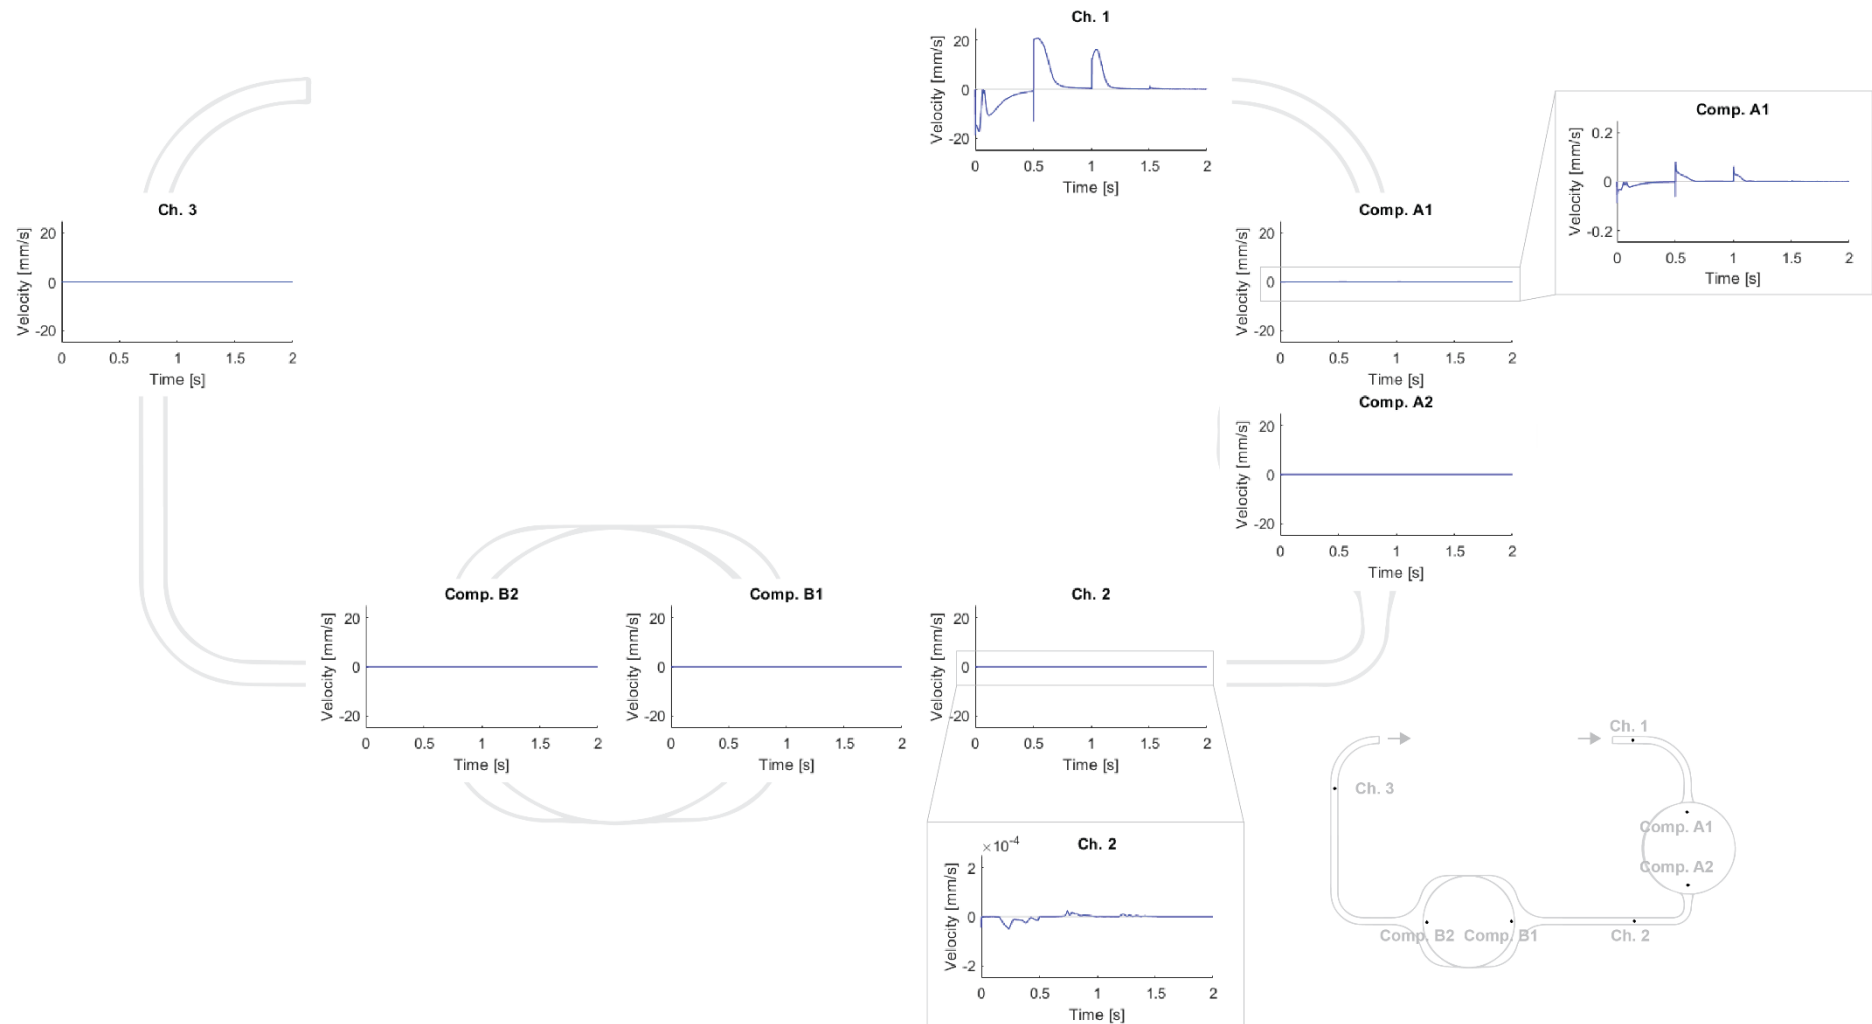 Ch. 1
Velocity [mm/s]
20
0
-20
0 0.5 1 1.5 2
Time [s]
Comp. A1
Velocity [mm/s]
0.2
0
-0.2
0 0.5 1 1.5 2
Time [s]
Ch. 3
Velocity [mm/s]
20
0
-20
0 0.5 1 1.5 2
Time [s]
Comp. A1
Velocity [mm/s]
20
0
-20
0 0.5 1 1.5 2
Time [s]
Comp. A2
Velocity [mm/s]
20
0
-20
0 0.5 1 1.5 2
Time [s]
Comp. B2
Velocity [mm/s]
20
0
-20
0 0.5 1 1.5 2
Time [s]
Comp. B1
Velocity [mm/s]
20
0
-20
0 0.5 1 1.5 2
Time [s]
Ch. 2
Velocity [mm/s]
20
0
-20
0 0.5 1 1.5 2
Time [s]
Ch. 2
×10⁻⁴
Velocity [mm/s]
2
0
-2
0 0.5 1 1.5 2
Time [s]
Ch. 1
Ch. 3
Comp. A1
Comp. A2
Comp. B2 Comp. B1
Ch. 2